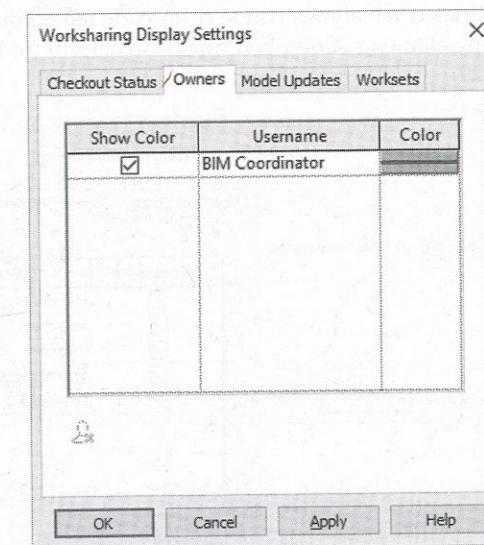 Worksharing Display Settings
Checkout Status Owners Model Updates Worksets
Show Color Username Color
BIM Coordinator
OK Cancel Apply Help